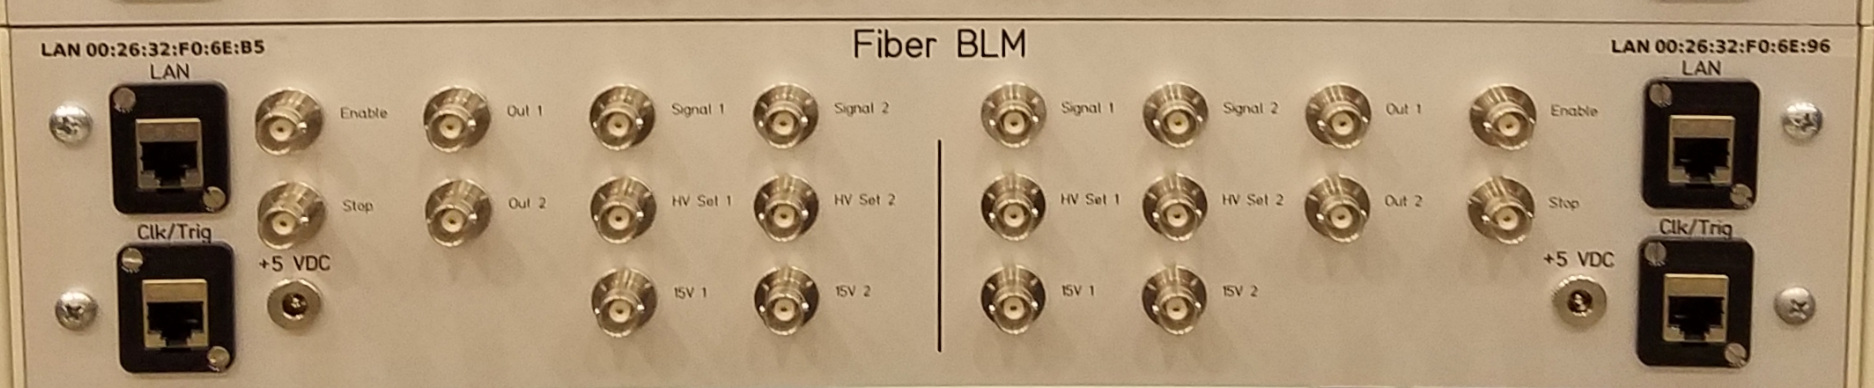 Fiber BLM
LAN 00:26:32:F0:6E:B5
LAN
Enable
Out 1
Signal 1
Signal 2
Stop
Out 2
HV Set 1
HV Set 2
Clk/Trig
+5 VDC
15V 1
15V 2
LAN 00:26:32:F0:6E:96
LAN
Signal 1
Signal 2
Out 1
Enable
HV Set 1
HV Set 2
Out 2
Stop
Clk/Trig
+5 VDC
15V 1
15V 2